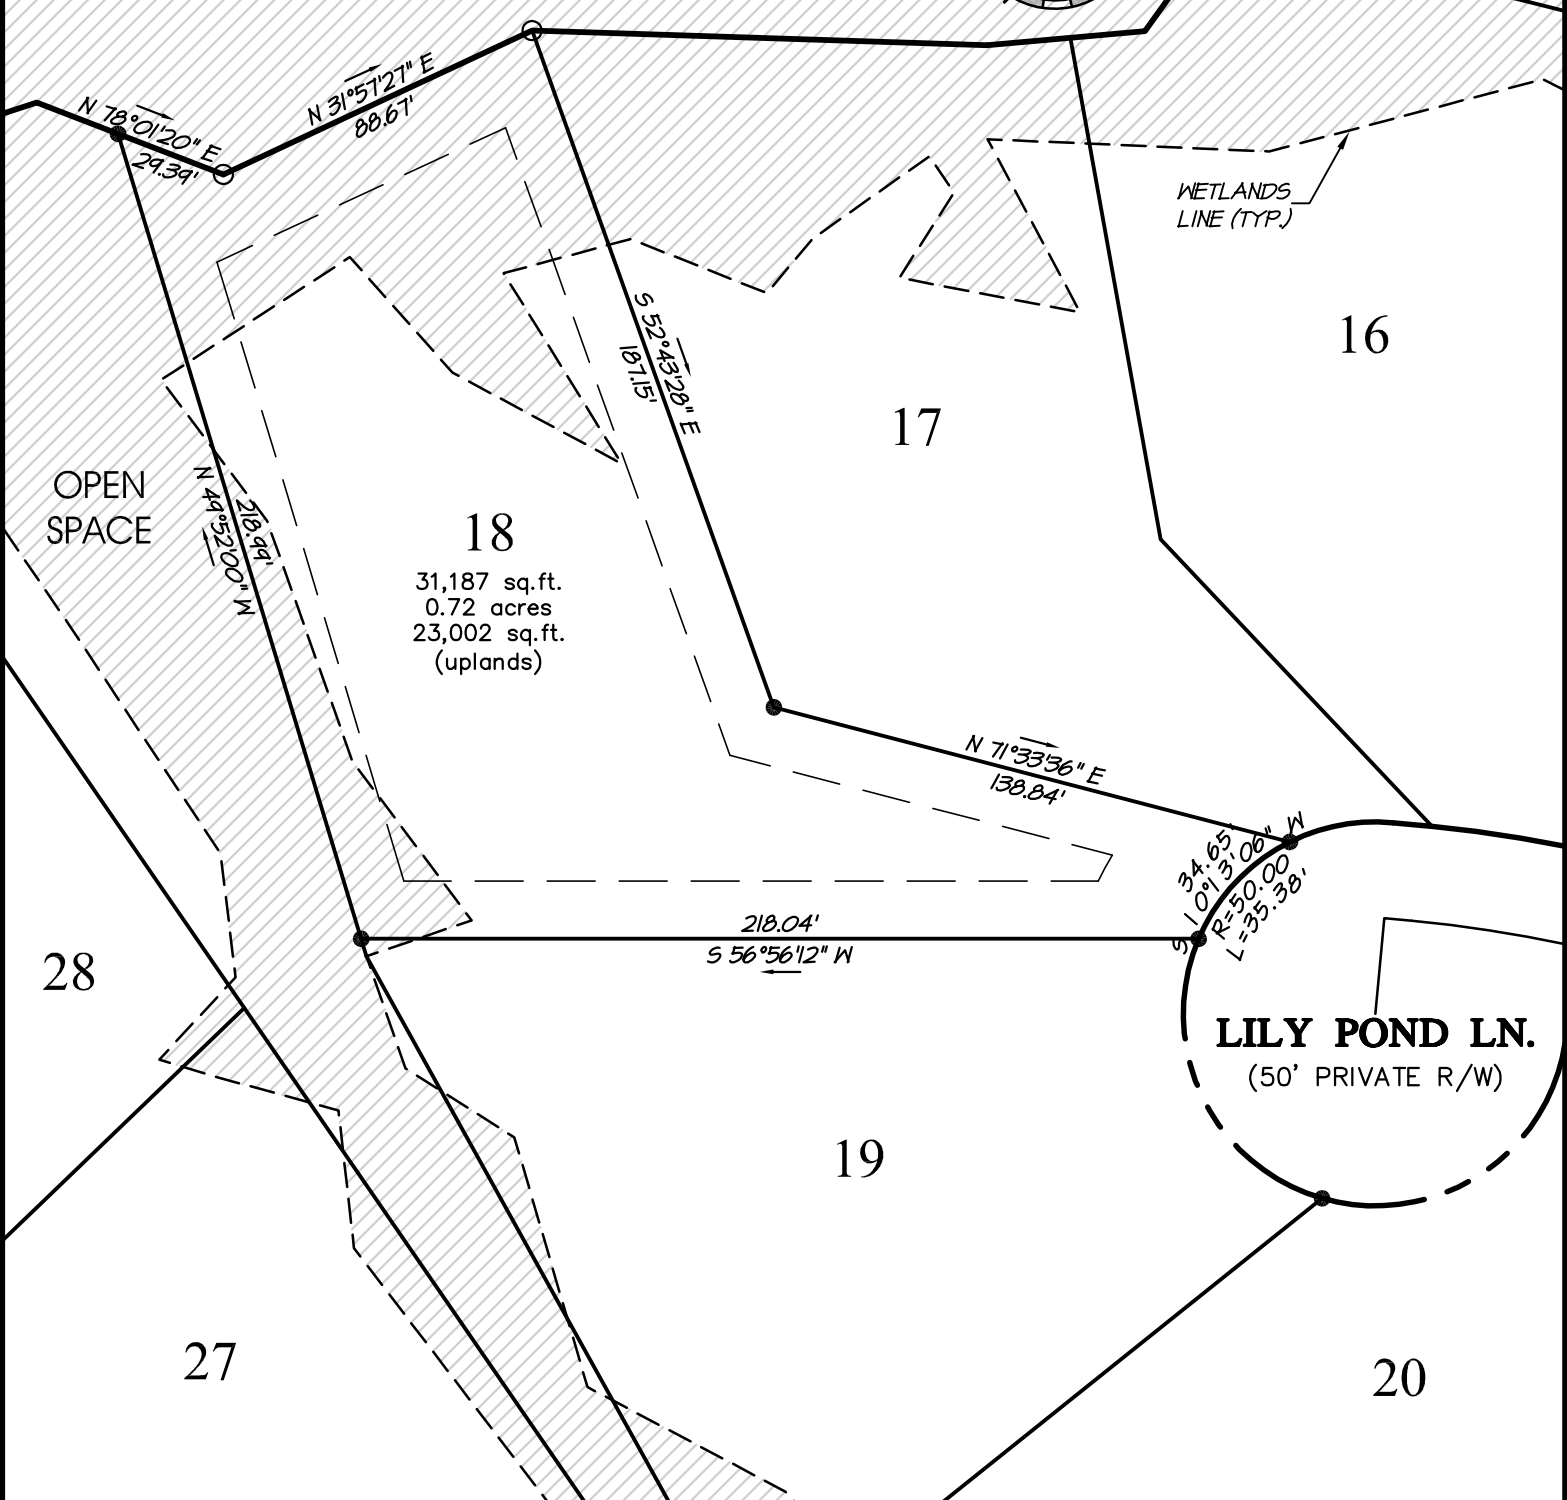 N 78°01'20" E
29.39'
N 31°57'27" E
88.67'
WETLANDS
LINE (TYP.)
S 52°43'28" E
187.15'
16
17
OPEN
SPACE
N 49°52'00" W
218.99'
18
31,187 sq.ft.
0.72 acres
23,002 sq.ft.
(uplands)
N 71°33'36" E
138.84'
34.65'
S 10°13'06" W
R=50.00'
L=35.38'
218.04'
S 56°56'12" W
28
LILY POND LN.
(50' PRIVATE R/W)
19
27
20